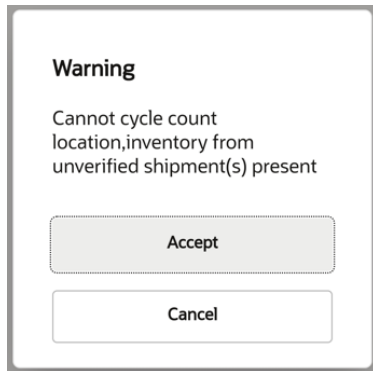 Warning
Cannot cycle count
location,inventory from
unverified shipment(s) present
Accept
Cancel